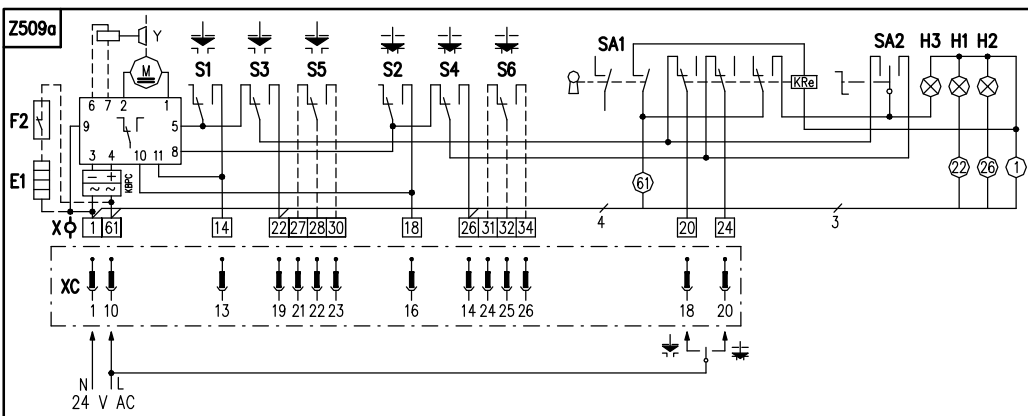 Z509a
Y
M
S1 S3 S5 S2 S4 S6
SA1
SA2 H3 H1 H2
KRe
F2
6 7 2 1
9 5
8
3 4 10 11
E1
− +
~ ~
KBPC
22 26 1
61
X
1 61 14 22 27 28 30 18 26 31 32 34 20 24
4 3
XC
1 10 13 19 21 22 23 16 14 24 25 26 18 20
N L
24 V AC